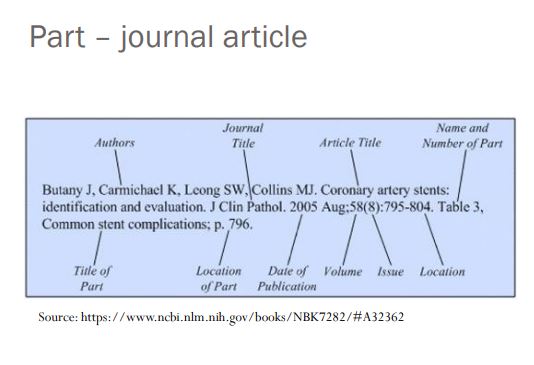 Part – journal article
Journal
Title
Name and
Number of Part
Authors
Article Title
Butany J, Carmichael K, Leong SW, Collins MJ. Coronary artery stents:
identification and evaluation. J Clin Pathol. 2005 Aug;58(8):795-804. Table 3,
Common stent complications; p. 796.
Title of
Part
Location
of Part
Date of
Publication
Volume
Issue
Location
Source: https://www.ncbi.nlm.nih.gov/books/NBK7282/#A32362